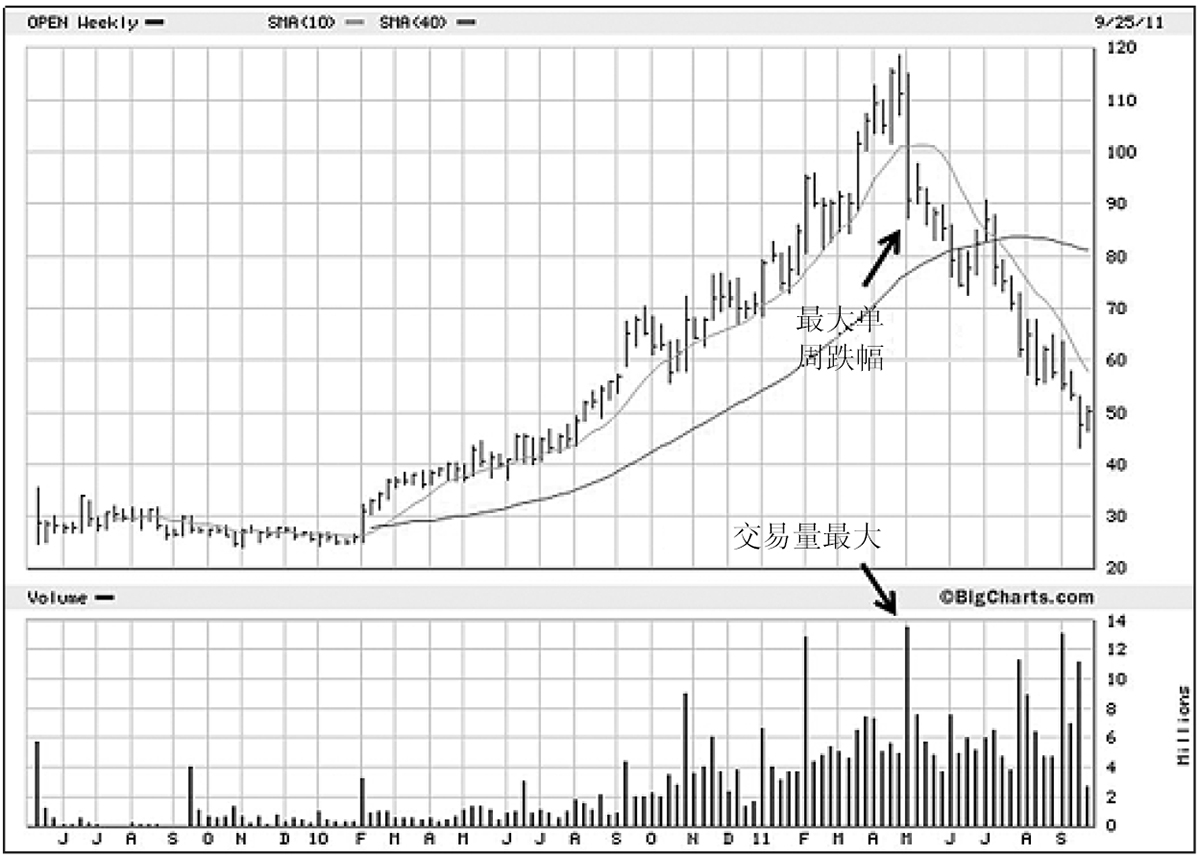 OPEN Weekly SMA(10) SMA(40) 9/25/11
120
110
100
90
80
70
60
50
40
30
20
最大单
周跌幅
交易量最大
Volume ©BigCharts.com
14
12
10
8
6
4
2
0
Millions
J J A S O N D 10 F M A M J J A S O N D 11 F M A M J J A S